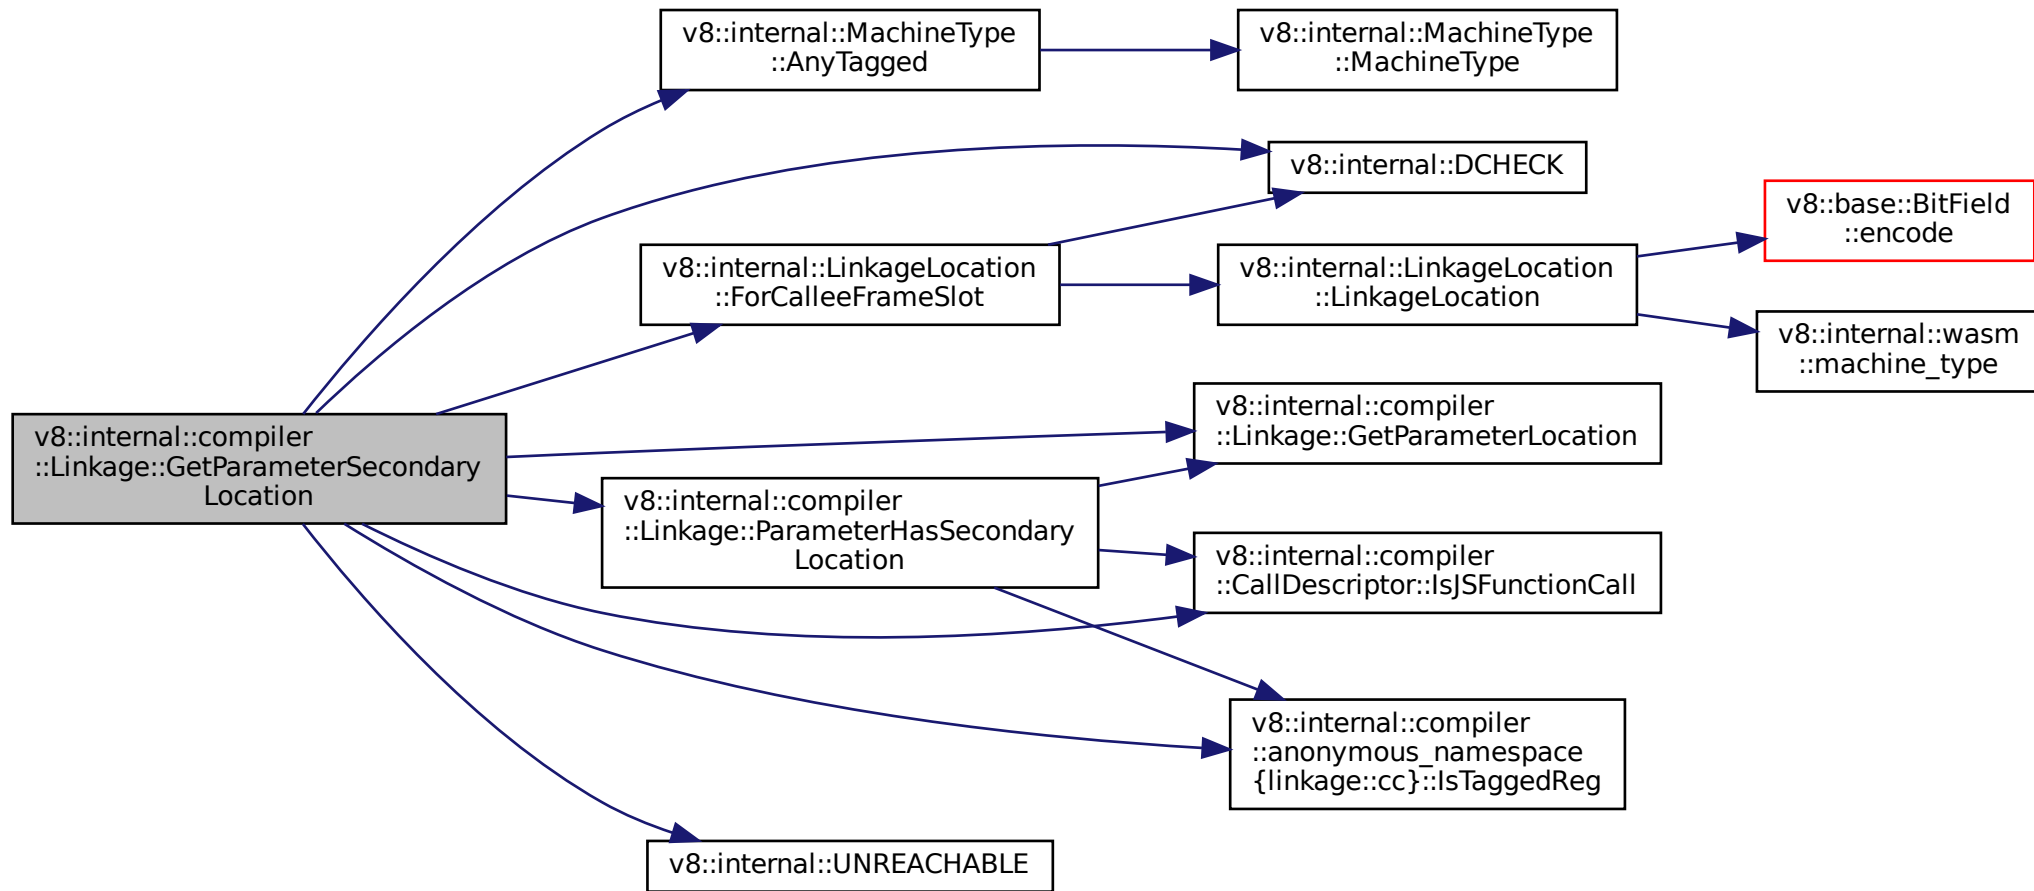 v8::internal::compiler
::Linkage::GetParameterSecondary
Location
v8::internal::MachineType
::AnyTagged
v8::internal::MachineType
::MachineType
v8::internal::DCHECK
v8::internal::LinkageLocation
::ForCalleeFrameSlot
v8::internal::LinkageLocation
::LinkageLocation
v8::base::BitField
::encode
v8::internal::wasm
::machine_type
v8::internal::compiler
::Linkage::GetParameterLocation
v8::internal::compiler
::Linkage::ParameterHasSecondary
Location
v8::internal::compiler
::CallDescriptor::IsJSFunctionCall
v8::internal::compiler
::anonymous_namespace
{linkage::cc}::IsTaggedReg
v8::internal::UNREACHABLE